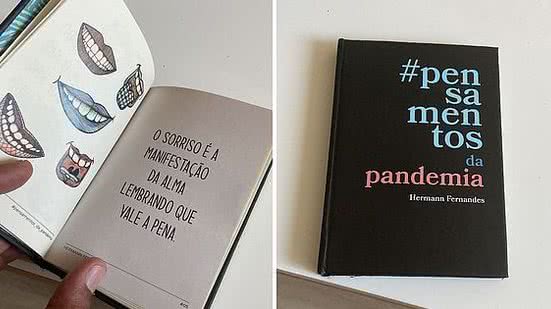 O SORRISO É A
MANIFESTAÇÃO
DA ALMA
LEMBRANDO QUE
VALE A PENA.
#pen
sa
men
tos
da
pandemia
Hermann Fernandes